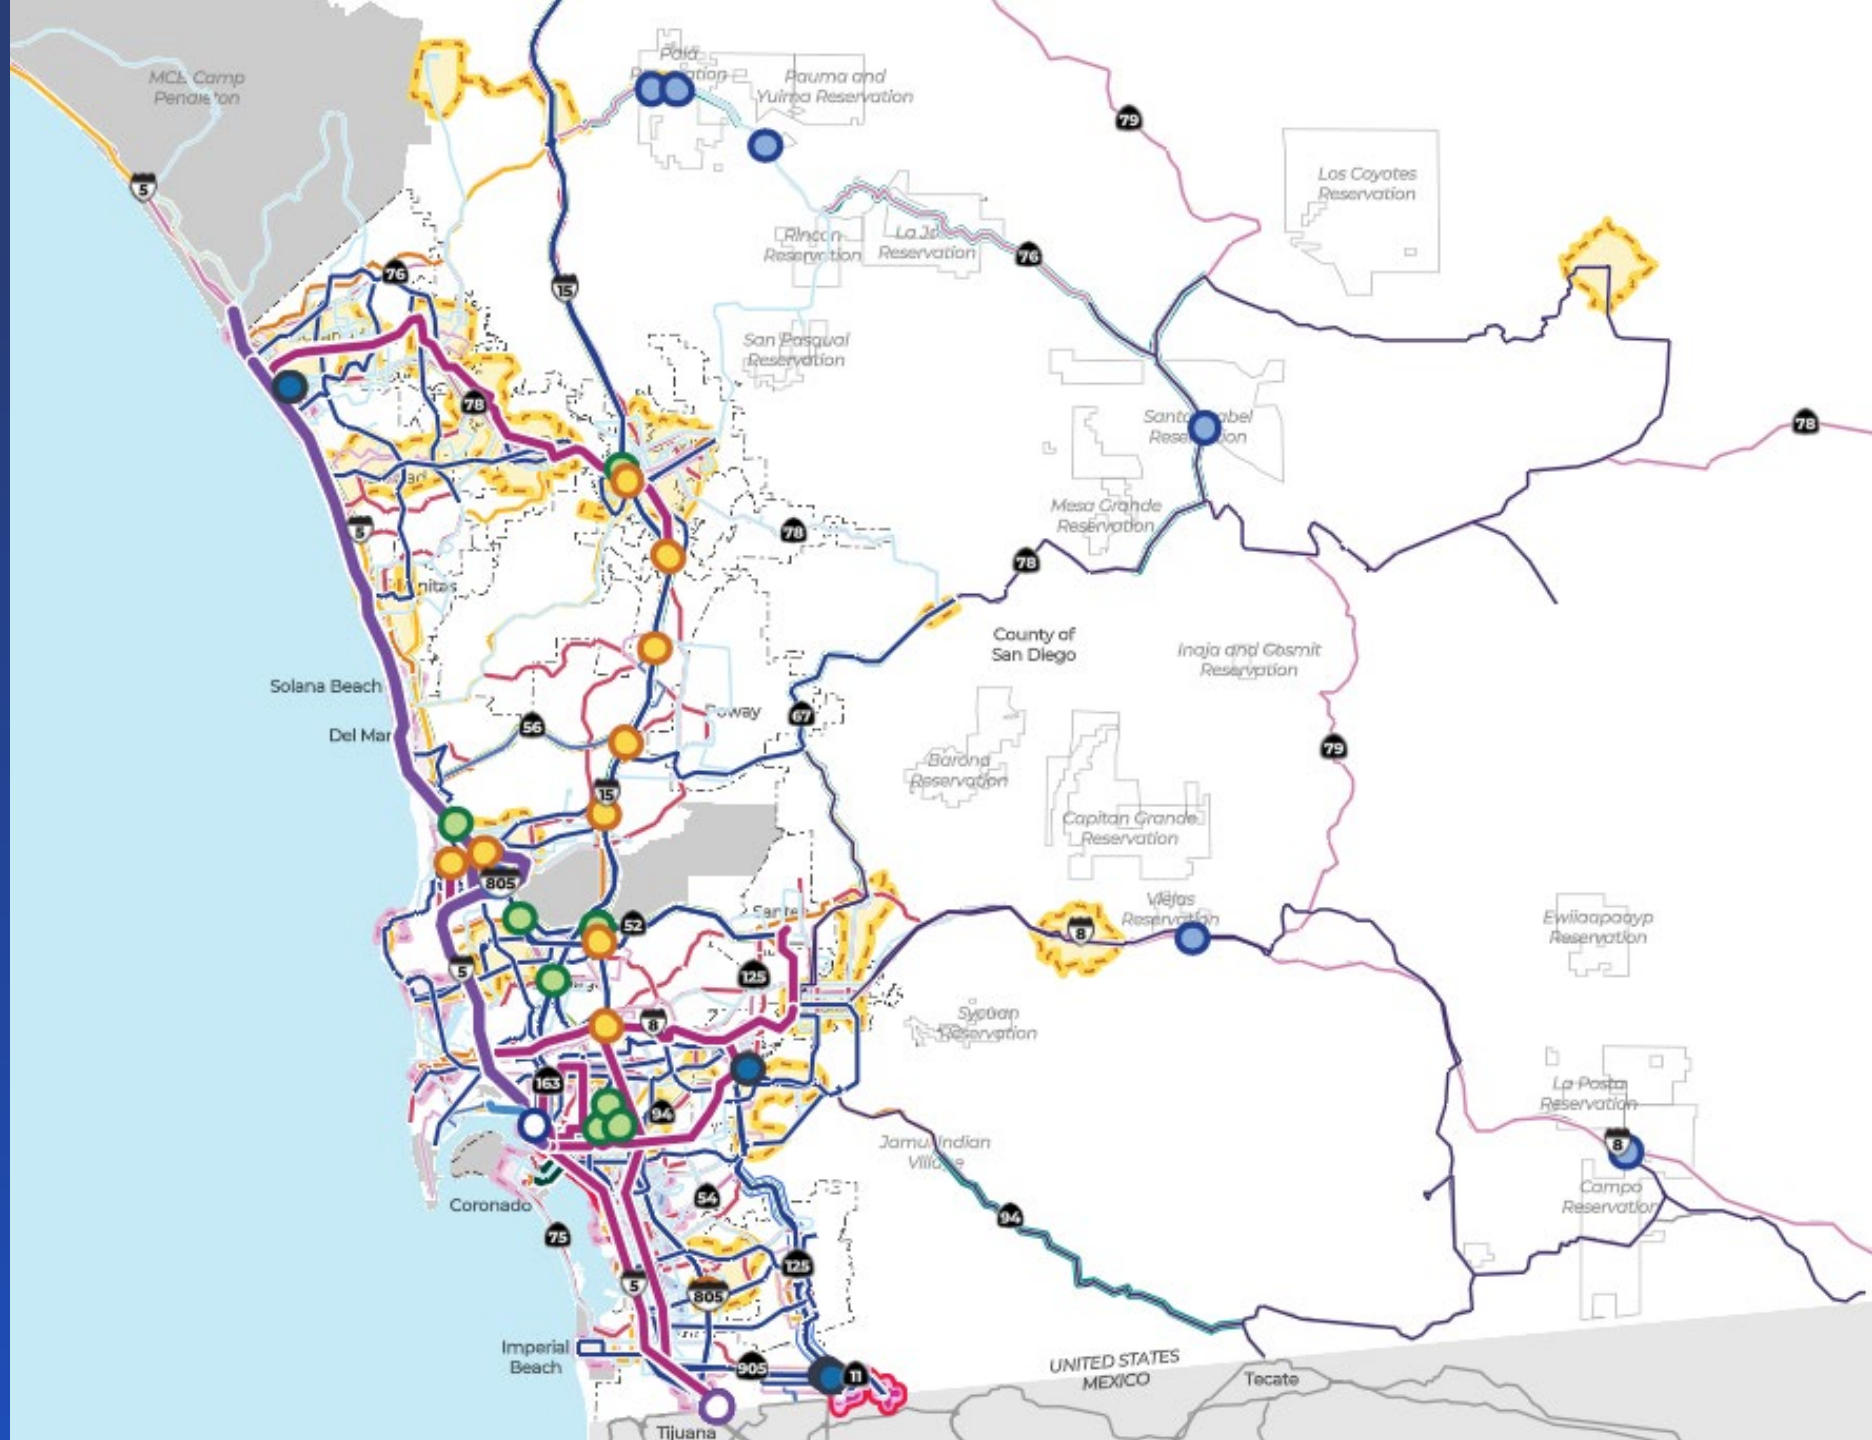 MCB Camp
Pendleton
Pala
Reservation
Pauma and
Yuima Reservation
79
5
Los Coyotes
Reservation
Rincon
Reservation
La Jo
Reservation
76
76
15
San Pasqual
Reservation
78
Santa Ysabel
Reservation
78
Mesa Grande
Reservation
5
78
78
nitas
County of
San Diego
Inaja and Cosmit
Reservation
Solana Beach
Del Mar
56
Poway
67
79
15
Barona
Reservation
Capitan Grande
Reservation
805
Santee
52
Viejas
Reservation
8
Ewiiaapaayp
Reservation
5
125
8
Sycuan
Reservation
163
94
La Posta
Reservation
8
Jamul Indian
Village
Campo
Reservation
Coronado
54
94
75
125
5
805
Imperial
Beach
905
11
UNITED STATES
MEXICO
Tecate
Tijuana